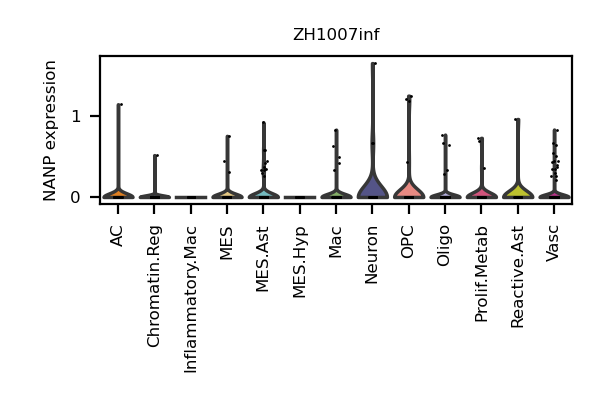 ZH1007inf
NANP expression
1
0
AC
Chromatin.Reg
Inflammatory.Mac
MES
MES.Ast
MES.Hyp
Mac
Neuron
OPC
Oligo
Prolif.Metab
Reactive.Ast
Vasc